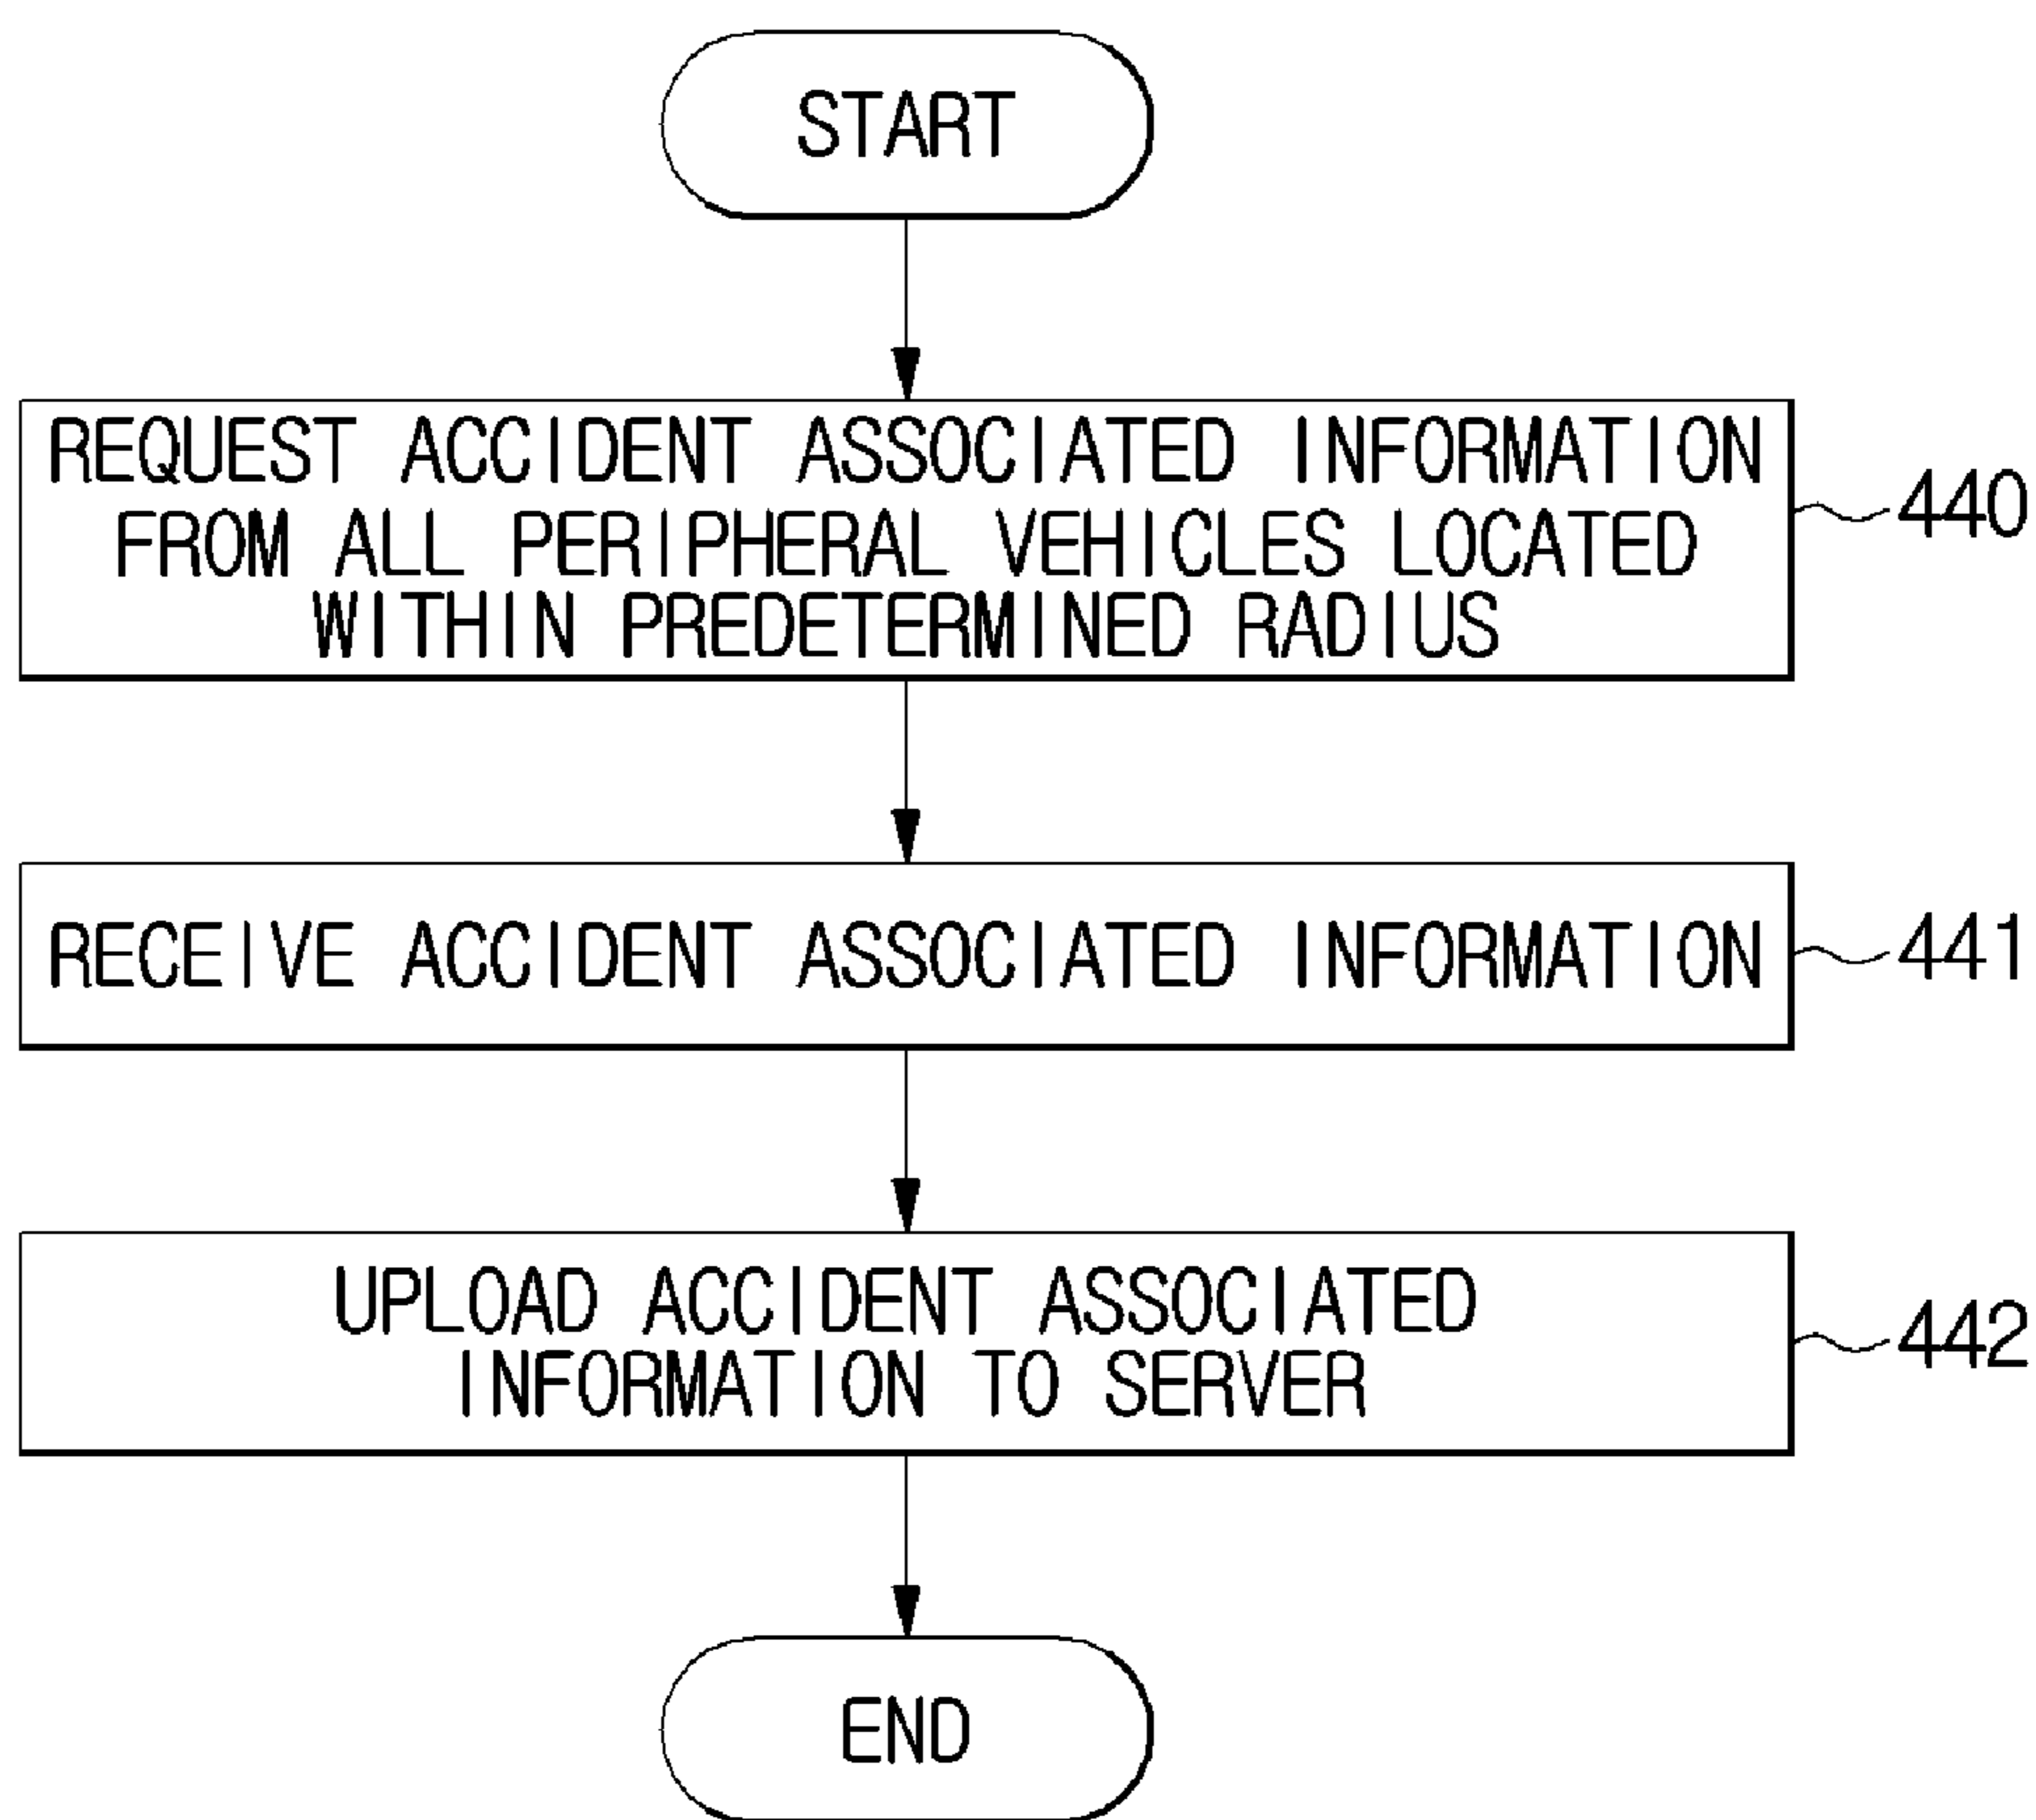 START
REQUEST ACCIDENT ASSOCIATED INFORMATION
FROM ALL PERIPHERAL VEHICLES LOCATED
WITHIN PREDETERMINED RADIUS
440
RECEIVE ACCIDENT ASSOCIATED INFORMATION
441
UPLOAD ACCIDENT ASSOCIATED
INFORMATION TO SERVER
442
END